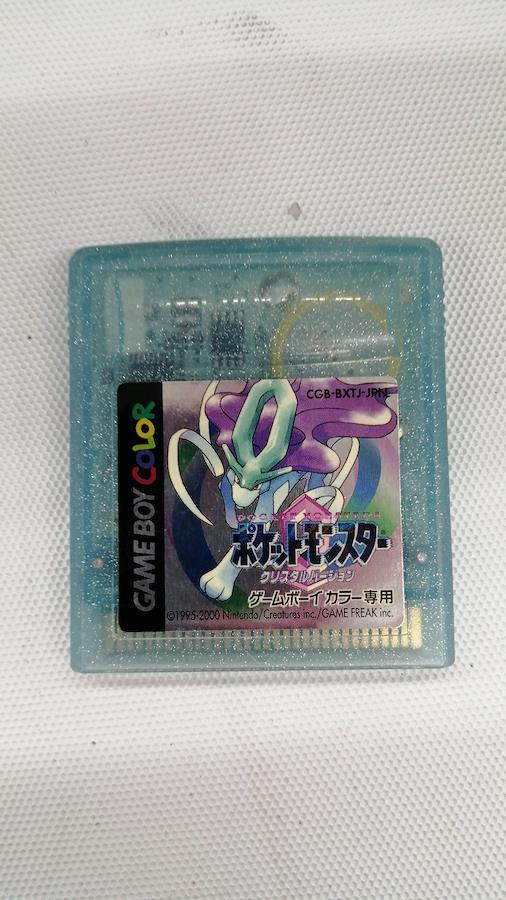 CGB-BXTJ-JPN
GAME BOY COLOR
POCKET MONSTERS
ポケットモンスター
クリスタルバージョン
ゲームボーイカラー専用
©1995-2000 Nintendo/Creatures inc./GAME FREAK inc.